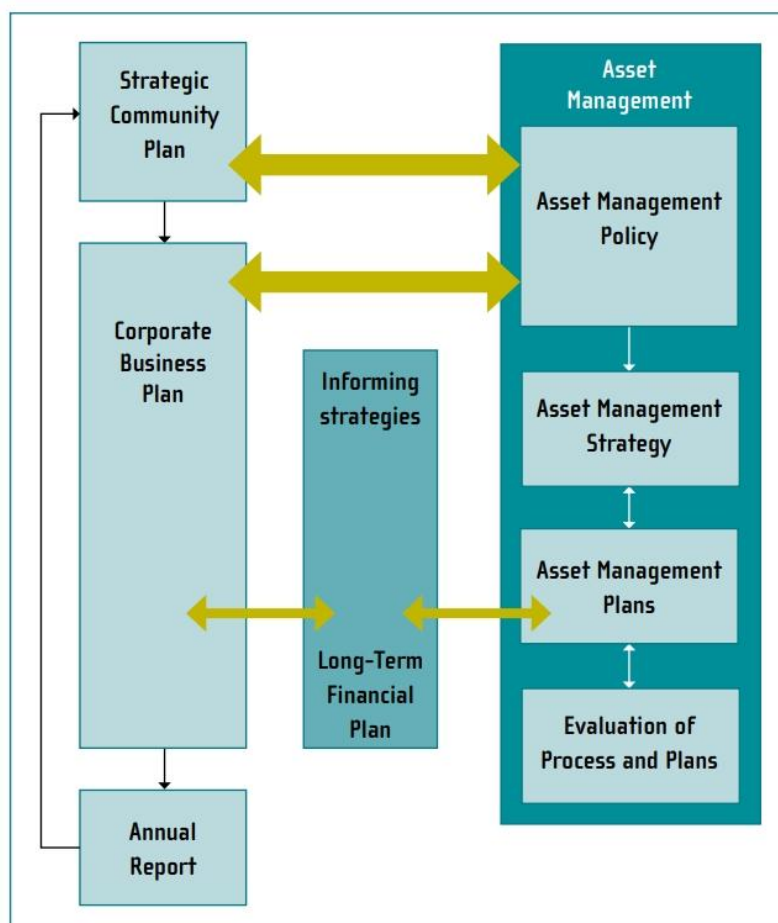 Strategic
Community
Plan
Corporate
Business
Plan
Annual
Report
Informing
strategies
Long-Term
Financial
Plan
Asset
Management
Asset Management
Policy
Asset Management
Strategy
Asset Management
Plans
Evaluation of
Process and Plans